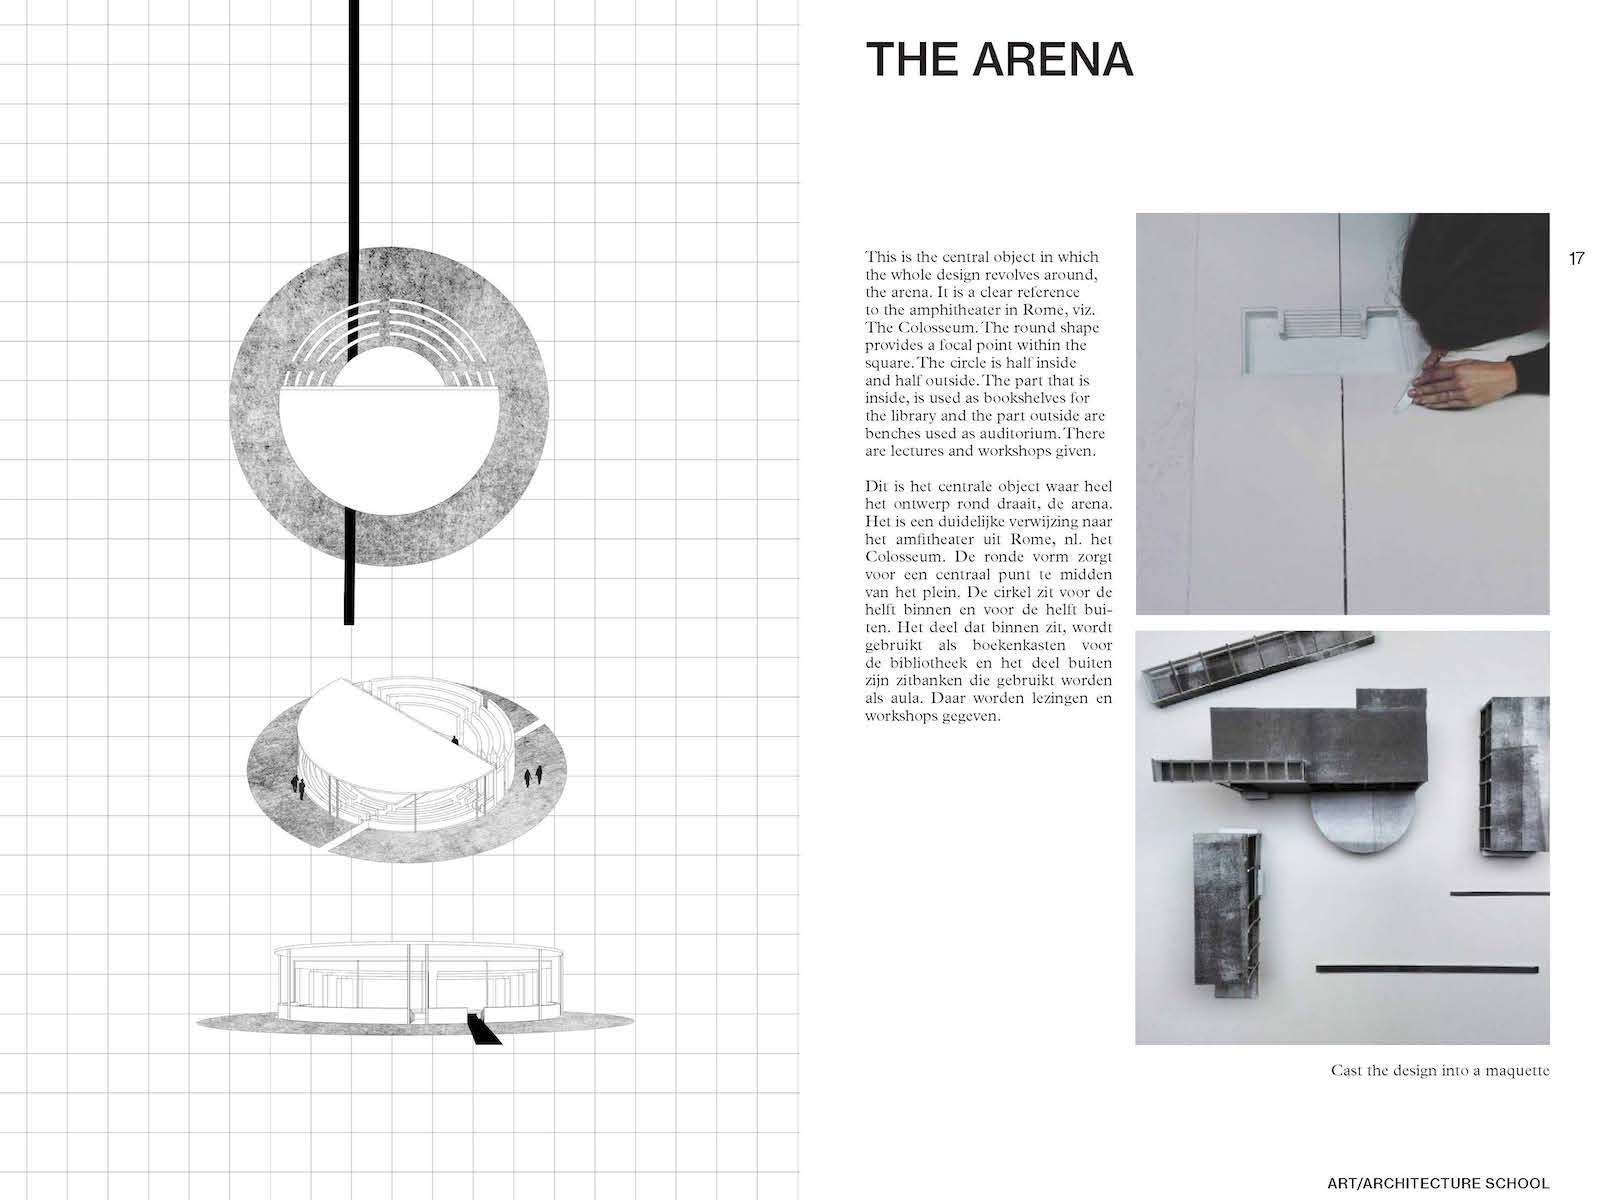 THE ARENA
This is the central object in which
the whole design revolves around,
the arena. It is a clear reference
to the amphitheater in Rome, viz.
The Colosseum. The round shape
provides a focal point within the
square. The circle is half inside
and half outside. The part that is
inside, is used as bookshelves for
the library and the part outside are
benches used as auditorium. There
are lectures and workshops given.
Dit is het centrale object waar heel
het ontwerp rond draait, de arena.
Het is een duidelijke verwijzing naar
het amfitheater uit Rome, nl. het
Colosseum. De ronde vorm zorgt
voor een centraal punt te midden
van het plein. De cirkel zit voor de
helft binnen en voor de helft bui-
ten. Het deel dat binnen zit, wordt
gebruikt als boekenkasten voor
de bibliotheek en het deel buiten
zijn zitbanken die gebruikt worden
als aula. Daar worden lezingen en
workshops gegeven.
17
Cast the design into a maquette
ART/ARCHITECTURE SCHOOL